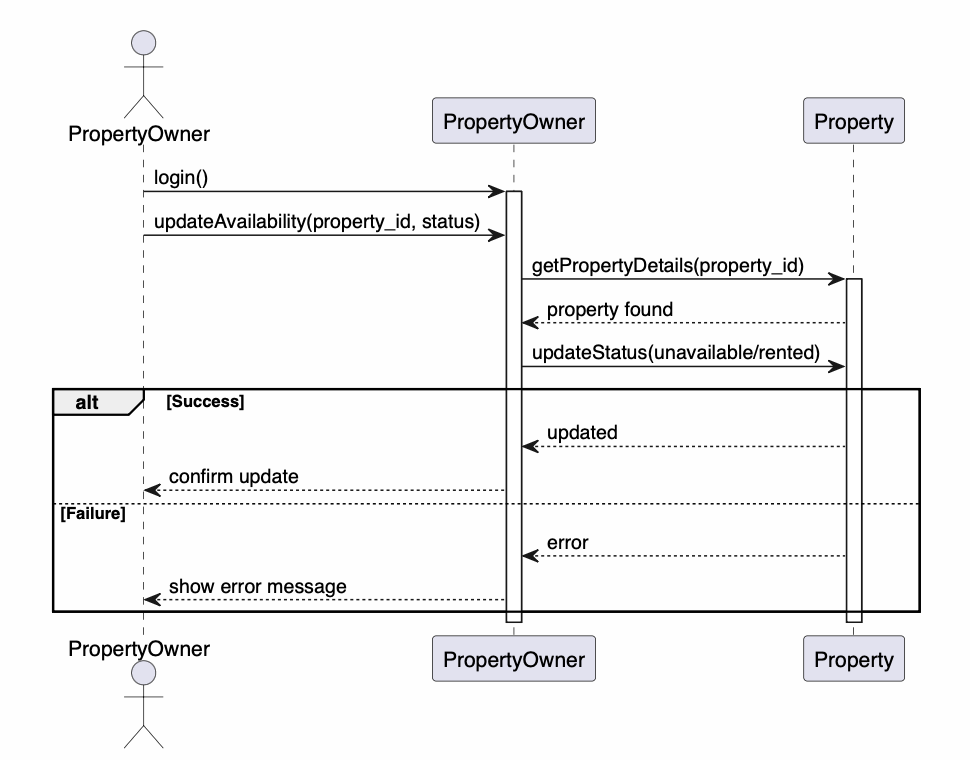 PropertyOwner
PropertyOwner
Property
login()
updateAvailability(property_id, status)
getPropertyDetails(property_id)
property found
updateStatus(unavailable/rented)
alt
[Success]
updated
confirm update
[Failure]
error
show error message
PropertyOwner
PropertyOwner
Property